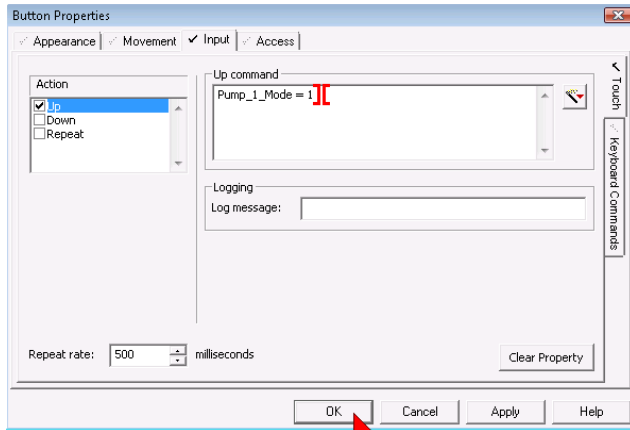 Button Properties
Appearance Movement Input Access
Action
Up
Down
Repeat
Up command
Pump_1_Mode = 1
Logging
Log message:
Repeat rate: 500 milliseconds
Clear Property
Touch
Keyboard Commands
OK Cancel Apply Help